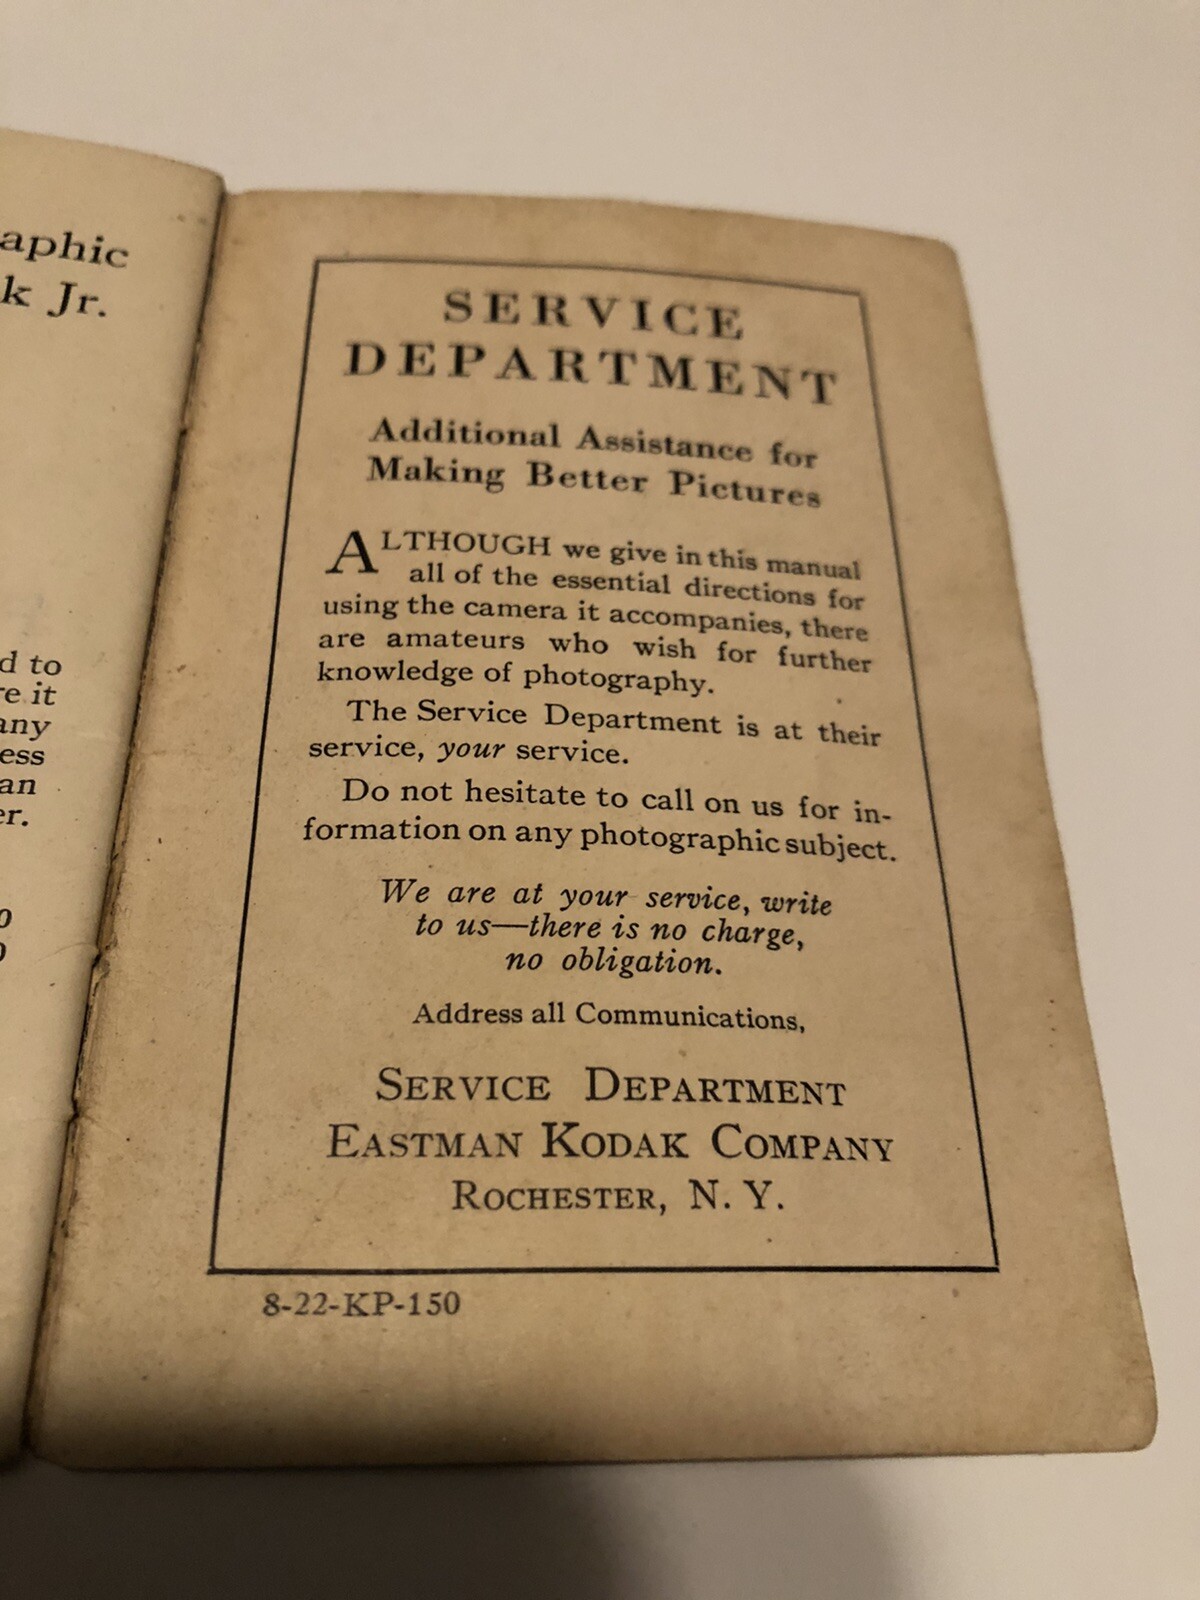 aphic
k Jr.
d to
e it
any
ess
an
er.
SERVICE
DEPARTMENT
Additional Assistance for
Making Better Pictures
ALTHOUGH we give in this manual
all of the essential directions for
using the camera it accompanies, there
are amateurs who wish for further
knowledge of photography.
The Service Department is at their
service, your service.
Do not hesitate to call on us for in-
formation on any photographic subject.
We are at your service, write
to us—there is no charge,
no obligation.
Address all Communications,
SERVICE DEPARTMENT
EASTMAN KODAK COMPANY
ROCHESTER, N. Y.
8-22-KP-150